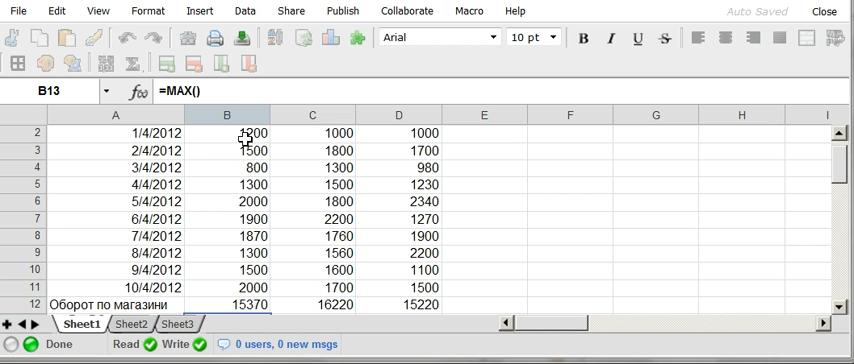 File Edit View Format Insert Data Share Publish Collaborate Macro Help Auto Saved Close
Arial 10 pt B I U S
B13 =MAX()
A B C D E F G H I
2 1/4/2012 1200 1000 1000
3 2/4/2012 1500 1800 1700
4 3/4/2012 800 1300 980
5 4/4/2012 1300 1500 1230
6 5/4/2012 2000 1800 2340
7 6/4/2012 1900 2200 1270
8 7/4/2012 1870 1760 1900
9 8/4/2012 1300 1560 2200
10 9/4/2012 1500 1600 1100
11 10/4/2012 2000 1700 1500
12 Оборот по магазини 15370 16220 15220
Sheet1 Sheet2 Sheet3
Done Read Write 0 users, 0 new msgs